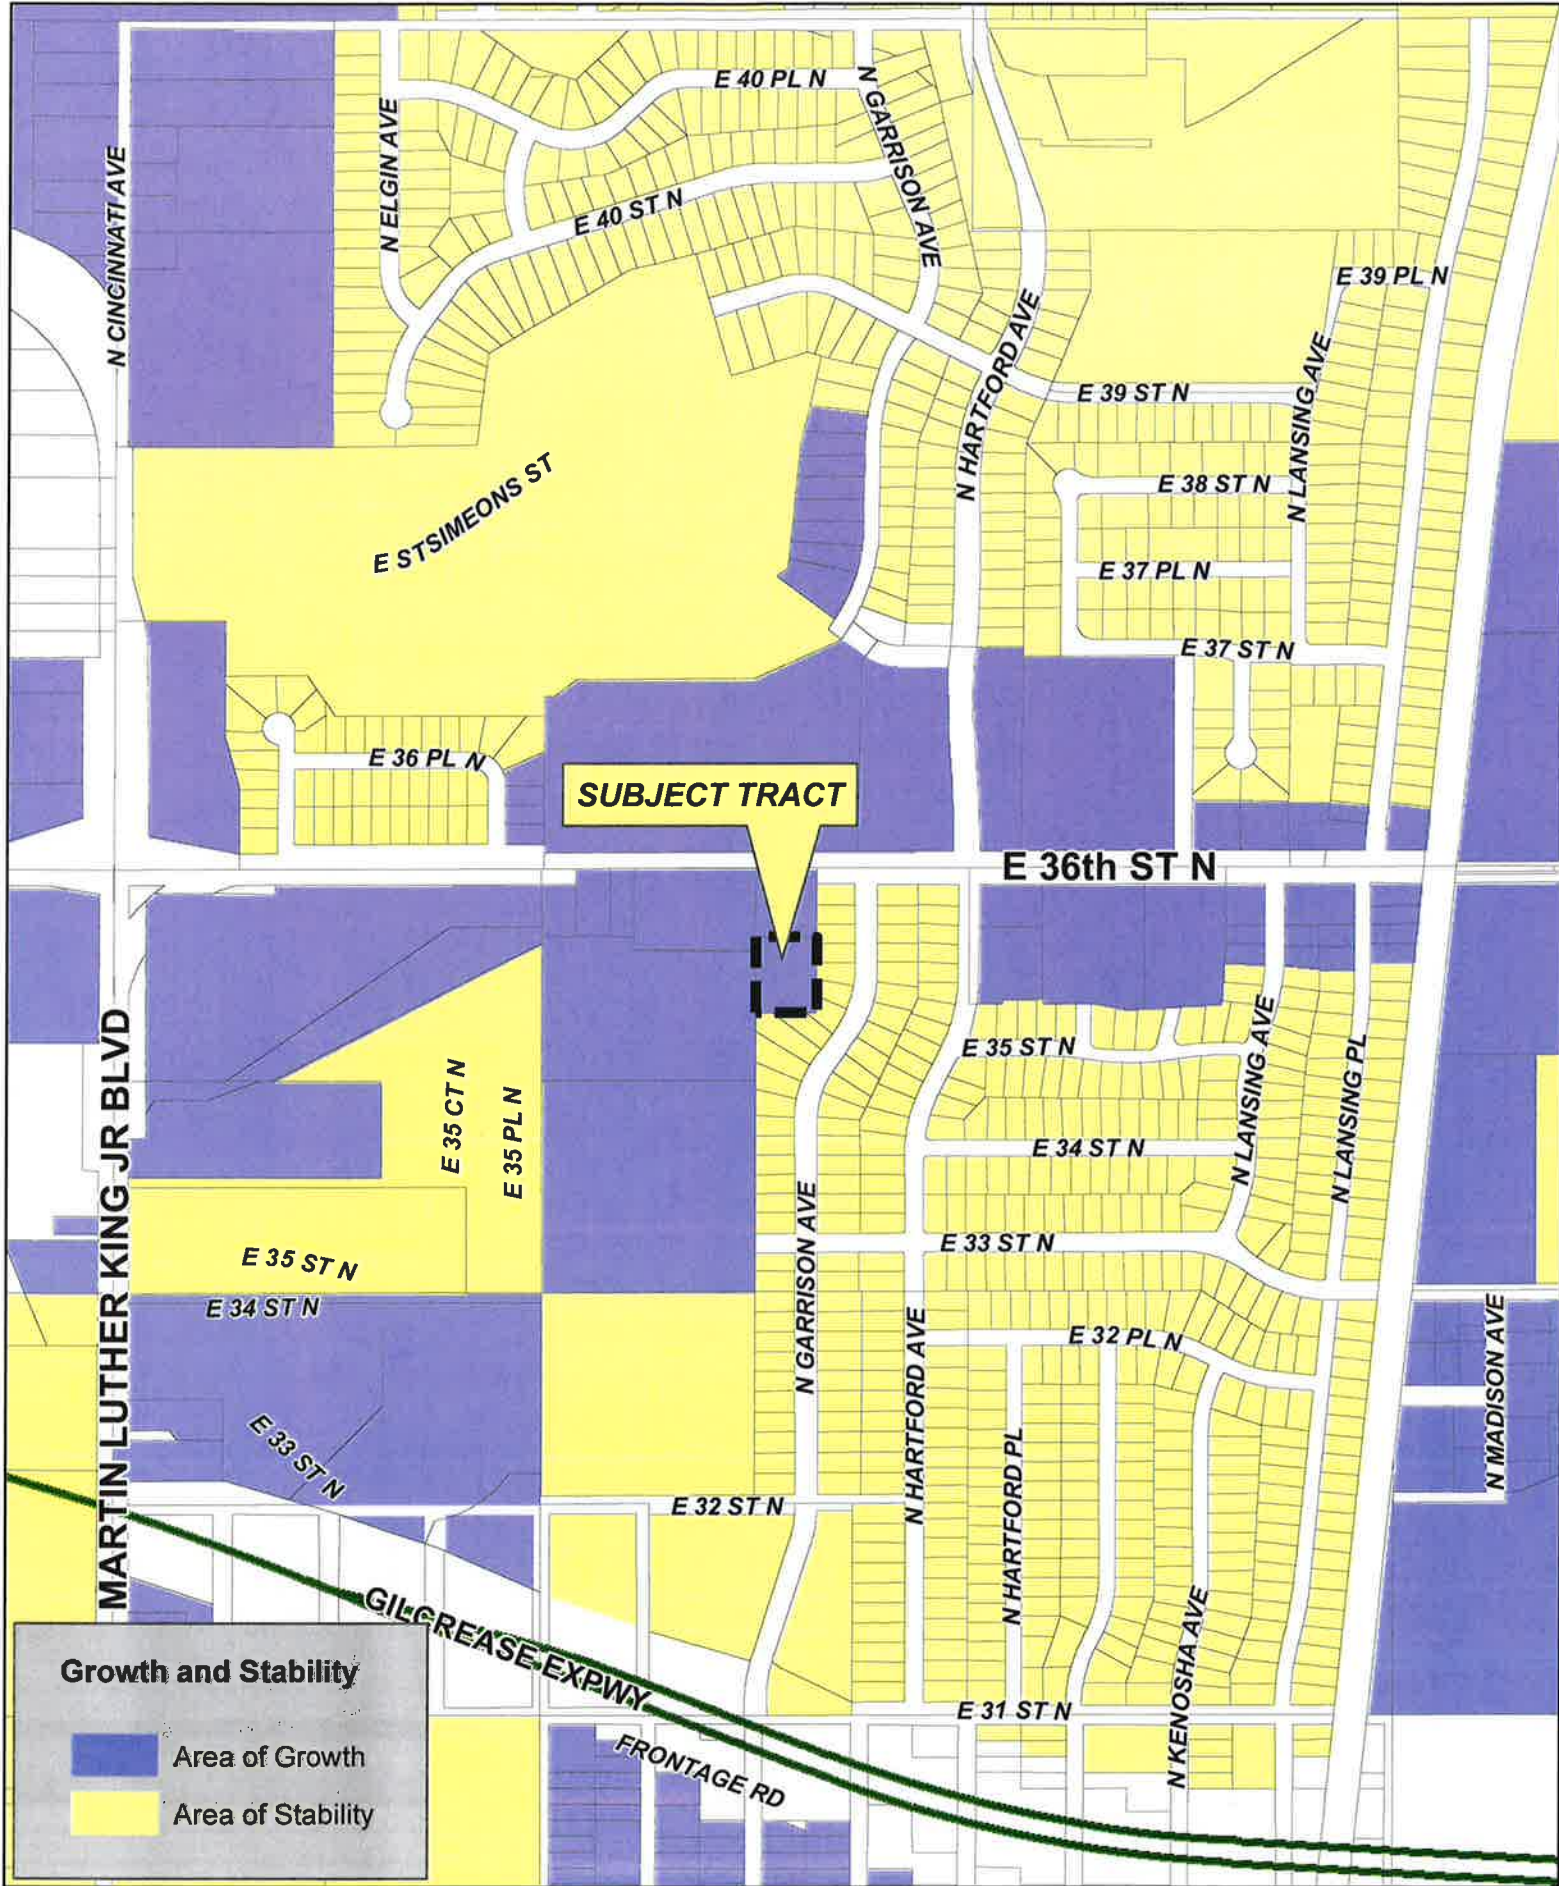 E 40 PL N
N GARRISON AVE
N ELGIN AVE
N CINCINNATI AVE
E 40 ST N
E 39 PL N
N HARTFORD AVE
N LANSING AVE
E 39 ST N
E 38 ST N
E STSIMEONS ST
E 37 PL N
E 37 ST N
E 36 PL N
SUBJECT TRACT
E 36th ST N
MARTIN LUTHER KING JR BLVD
E 35 CT N
E 35 PL N
E 35 ST N
N LANSING AVE
N LANSING PL
E 34 ST N
N GARRISON AVE
E 33 ST N
E 35 ST N
E 34 ST N
N HARTFORD AVE
E 32 PL N
N MADISON AVE
E 33 ST N
N HARTFORD PL
E 32 ST N
N KENOSHA AVE
GILCREASE EXPWY
E 31 ST N
FRONTAGE RD
Growth and Stability
Area of Growth
Area of Stability